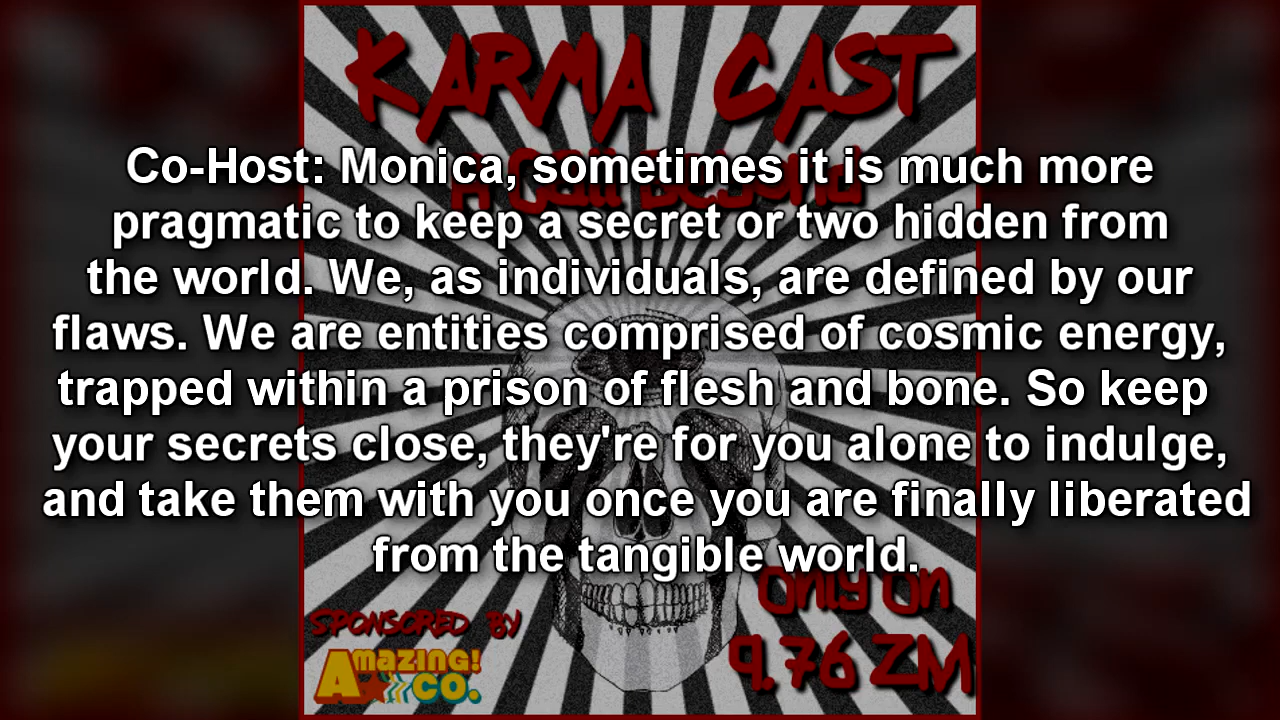 KARMA CAST
A Call Beyond
Co-Host: Monica, sometimes it is much more
pragmatic to keep a secret or two hidden from
the world. We, as individuals, are defined by our
flaws. We are entities comprised of cosmic energy,
trapped within a prison of flesh and bone. So keep
your secrets close, they're for you alone to indulge,
and take them with you once you are finally liberated
from the tangible world.
Only On
9.76 ZM
SPONSORED BY
Amazing!
CO.